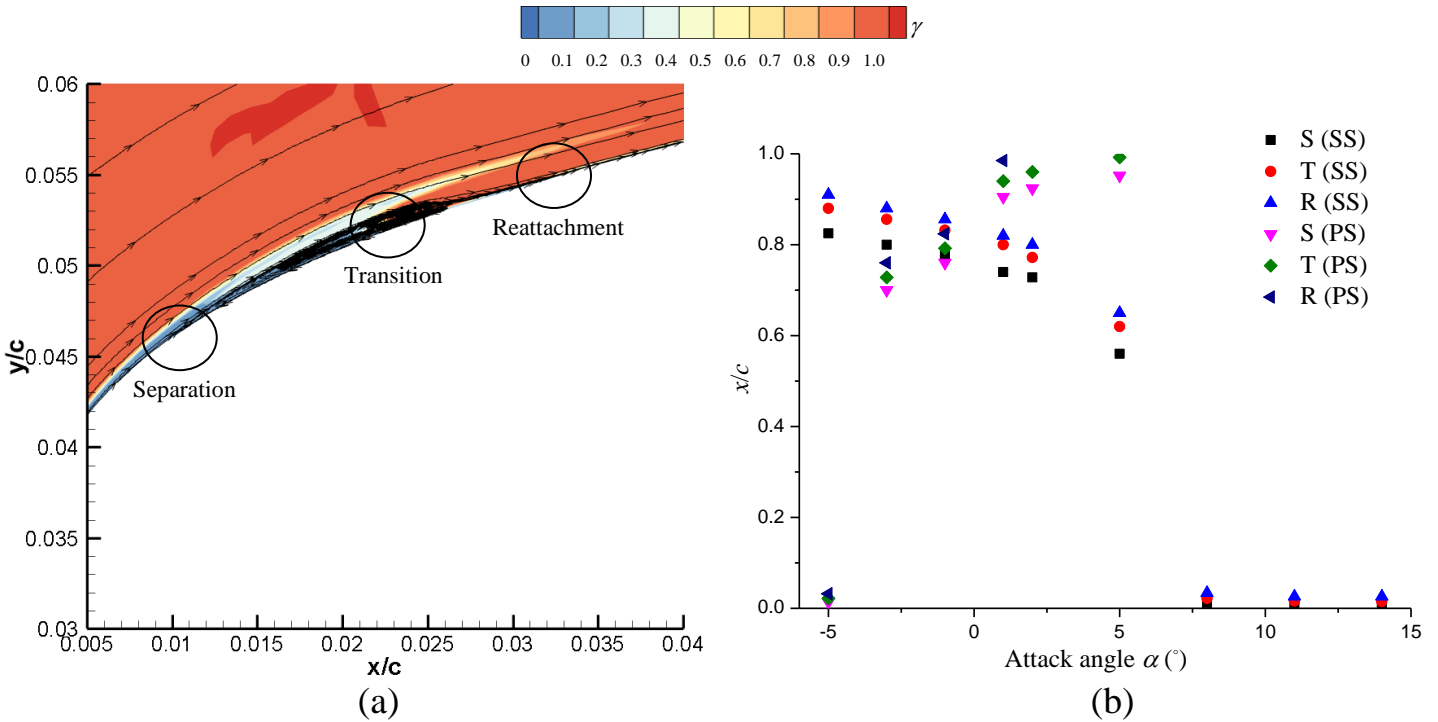 γ
0 0.1 0.2 0.3 0.4 0.5 0.6 0.7 0.8 0.9 1.0
0.06
0.055
0.05
0.045
0.04
0.035
0.03
y/c
Reattachment
Transition
Separation
0.005 0.01 0.015 0.02 0.025 0.03 0.035 0.04
x/c
(a)
S (SS)
T (SS)
R (SS)
S (PS)
T (PS)
R (PS)
1.0
0.8
0.6
0.4
0.2
0.0
x/c
-5 0 5 10 15
Attack angle α (°)
(b)